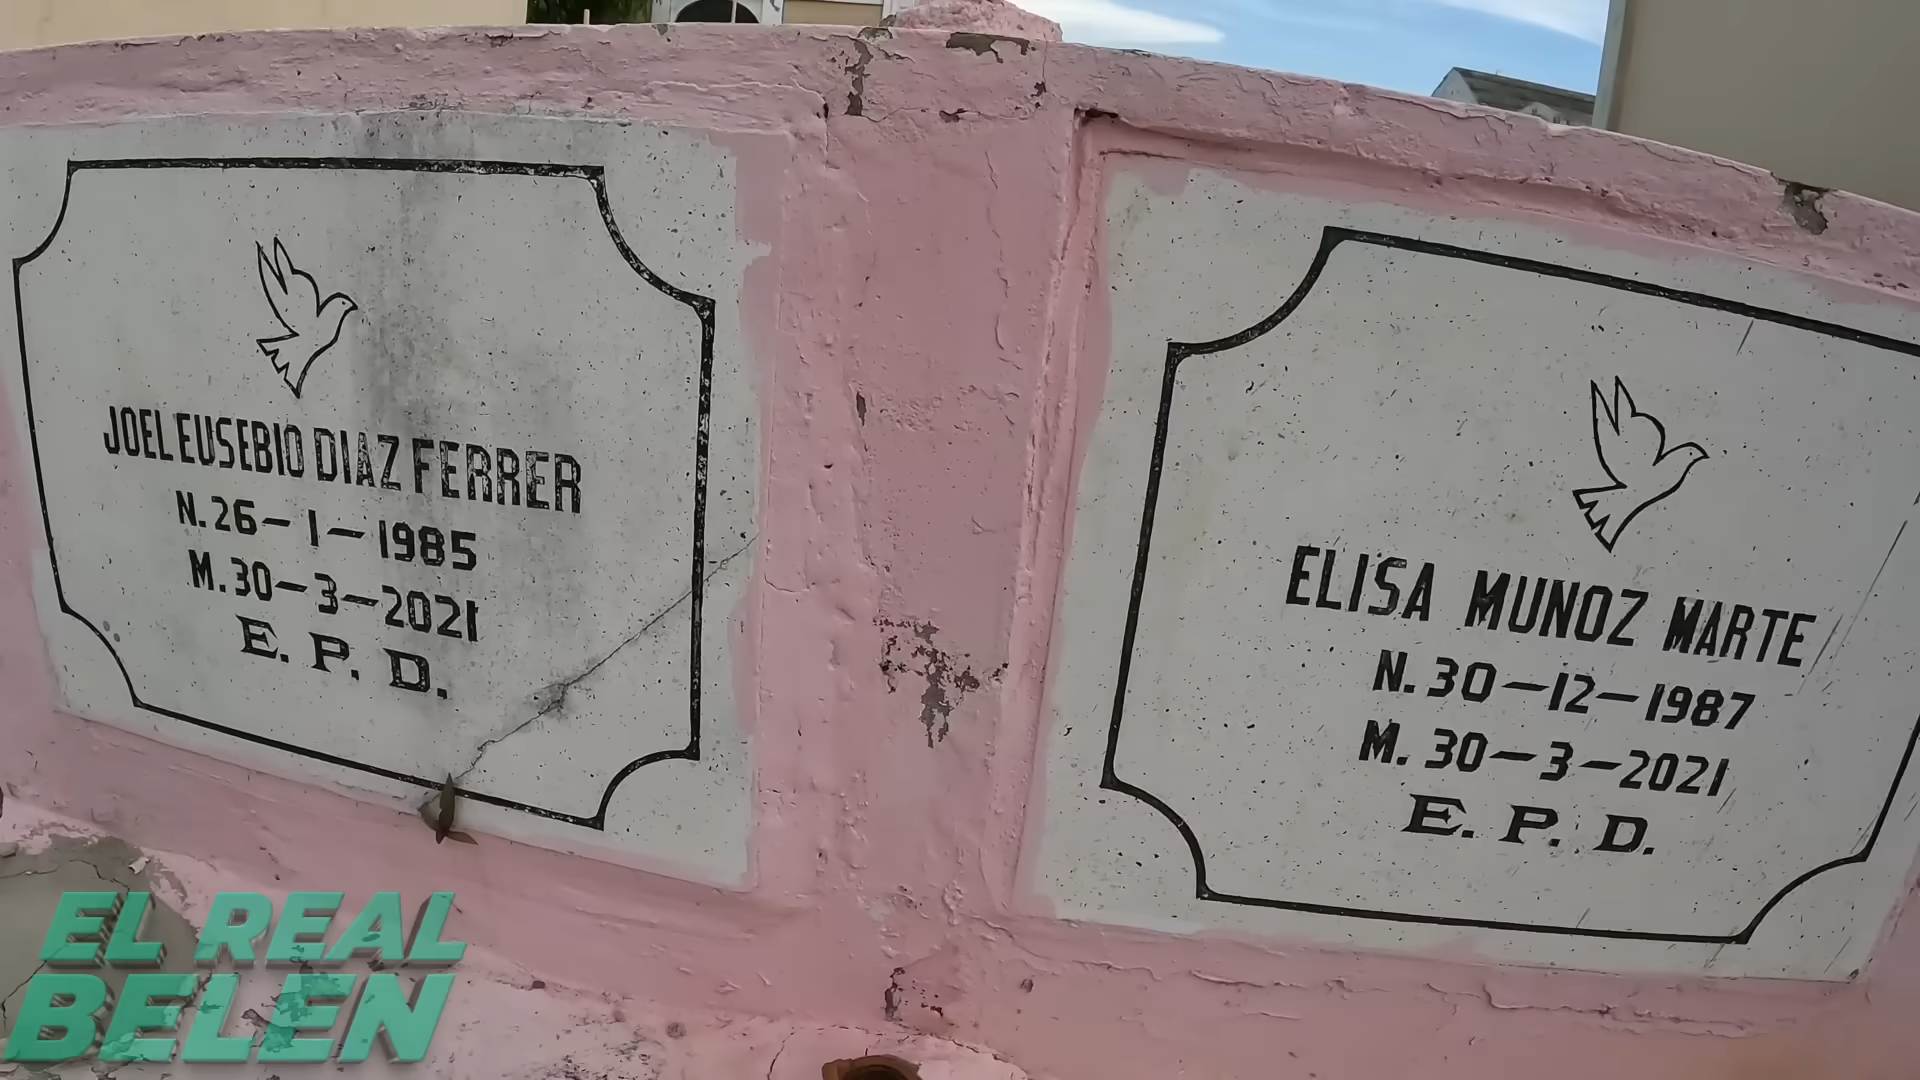 JOEL EUSEBIO DIAZ FERRER
N. 26-1-1985
M. 30-3-2021
E. P. D.
ELISA MUNOZ MARTE
N. 30-12-1987
M. 30-3-2021
E. P. D.
EL REAL
BELEN